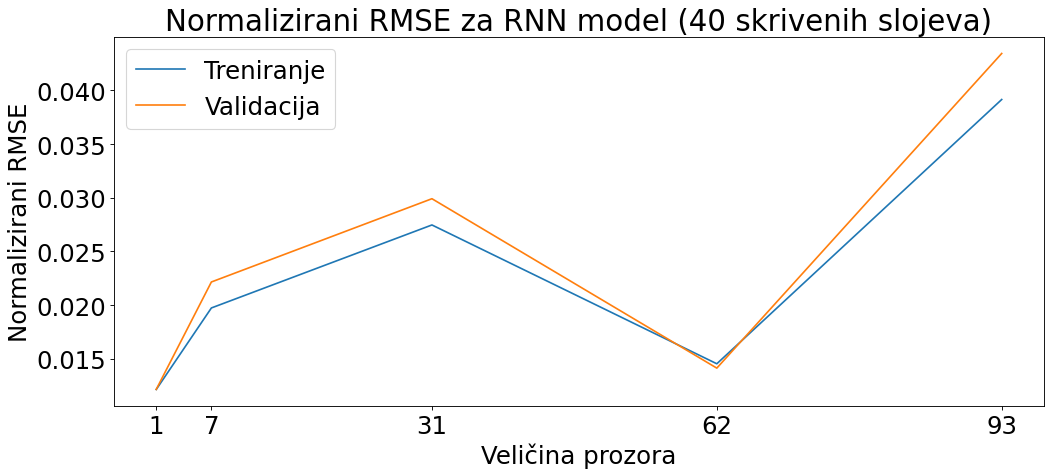 Normalizirani RMSE za RNN model (40 skrivenih slojeva)
Treniranje
Validacija
Normalizirani RMSE
0.040
0.035
0.030
0.025
0.020
0.015
1 7 31 62 93
Veličina prozora